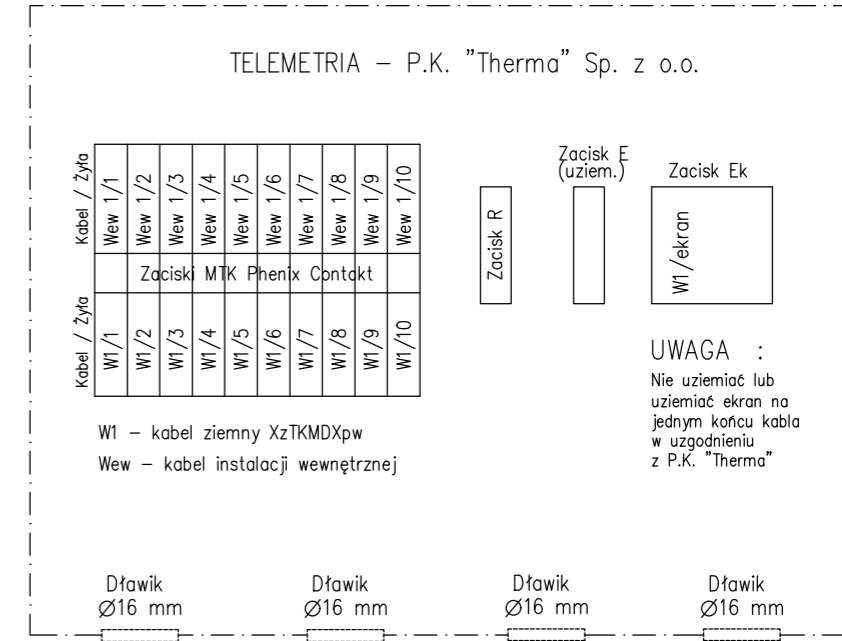 TELEMETRIA – P.K. "Therma" Sp. z o.o.
Kabel / Żyła
Wew 1/1
Wew 1/2
Wew 1/3
Wew 1/4
Wew 1/5
Wew 1/6
Wew 1/7
Wew 1/8
Wew 1/9
Wew 1/10
Zaciski MTK Phenix Contakt
Kabel / Żyła
W1/1
W1/2
W1/3
W1/4
W1/5
W1/6
W1/7
W1/8
W1/9
W1/10
Zacisk R
Zacisk E
(uziem.)
Zacisk Ek
W1/ekran
W1 – kabel ziemny XzTKMDXpw
Wew – kabel instalacji wewnętrznej
UWAGA :
Nie uziemiać lub
uziemiać ekran na
jednym końcu kabla
w uzgodnieniu
z P.K. "Therma"
Dławik
Ø16 mm
Dławik
Ø16 mm
Dławik
Ø16 mm
Dławik
Ø16 mm